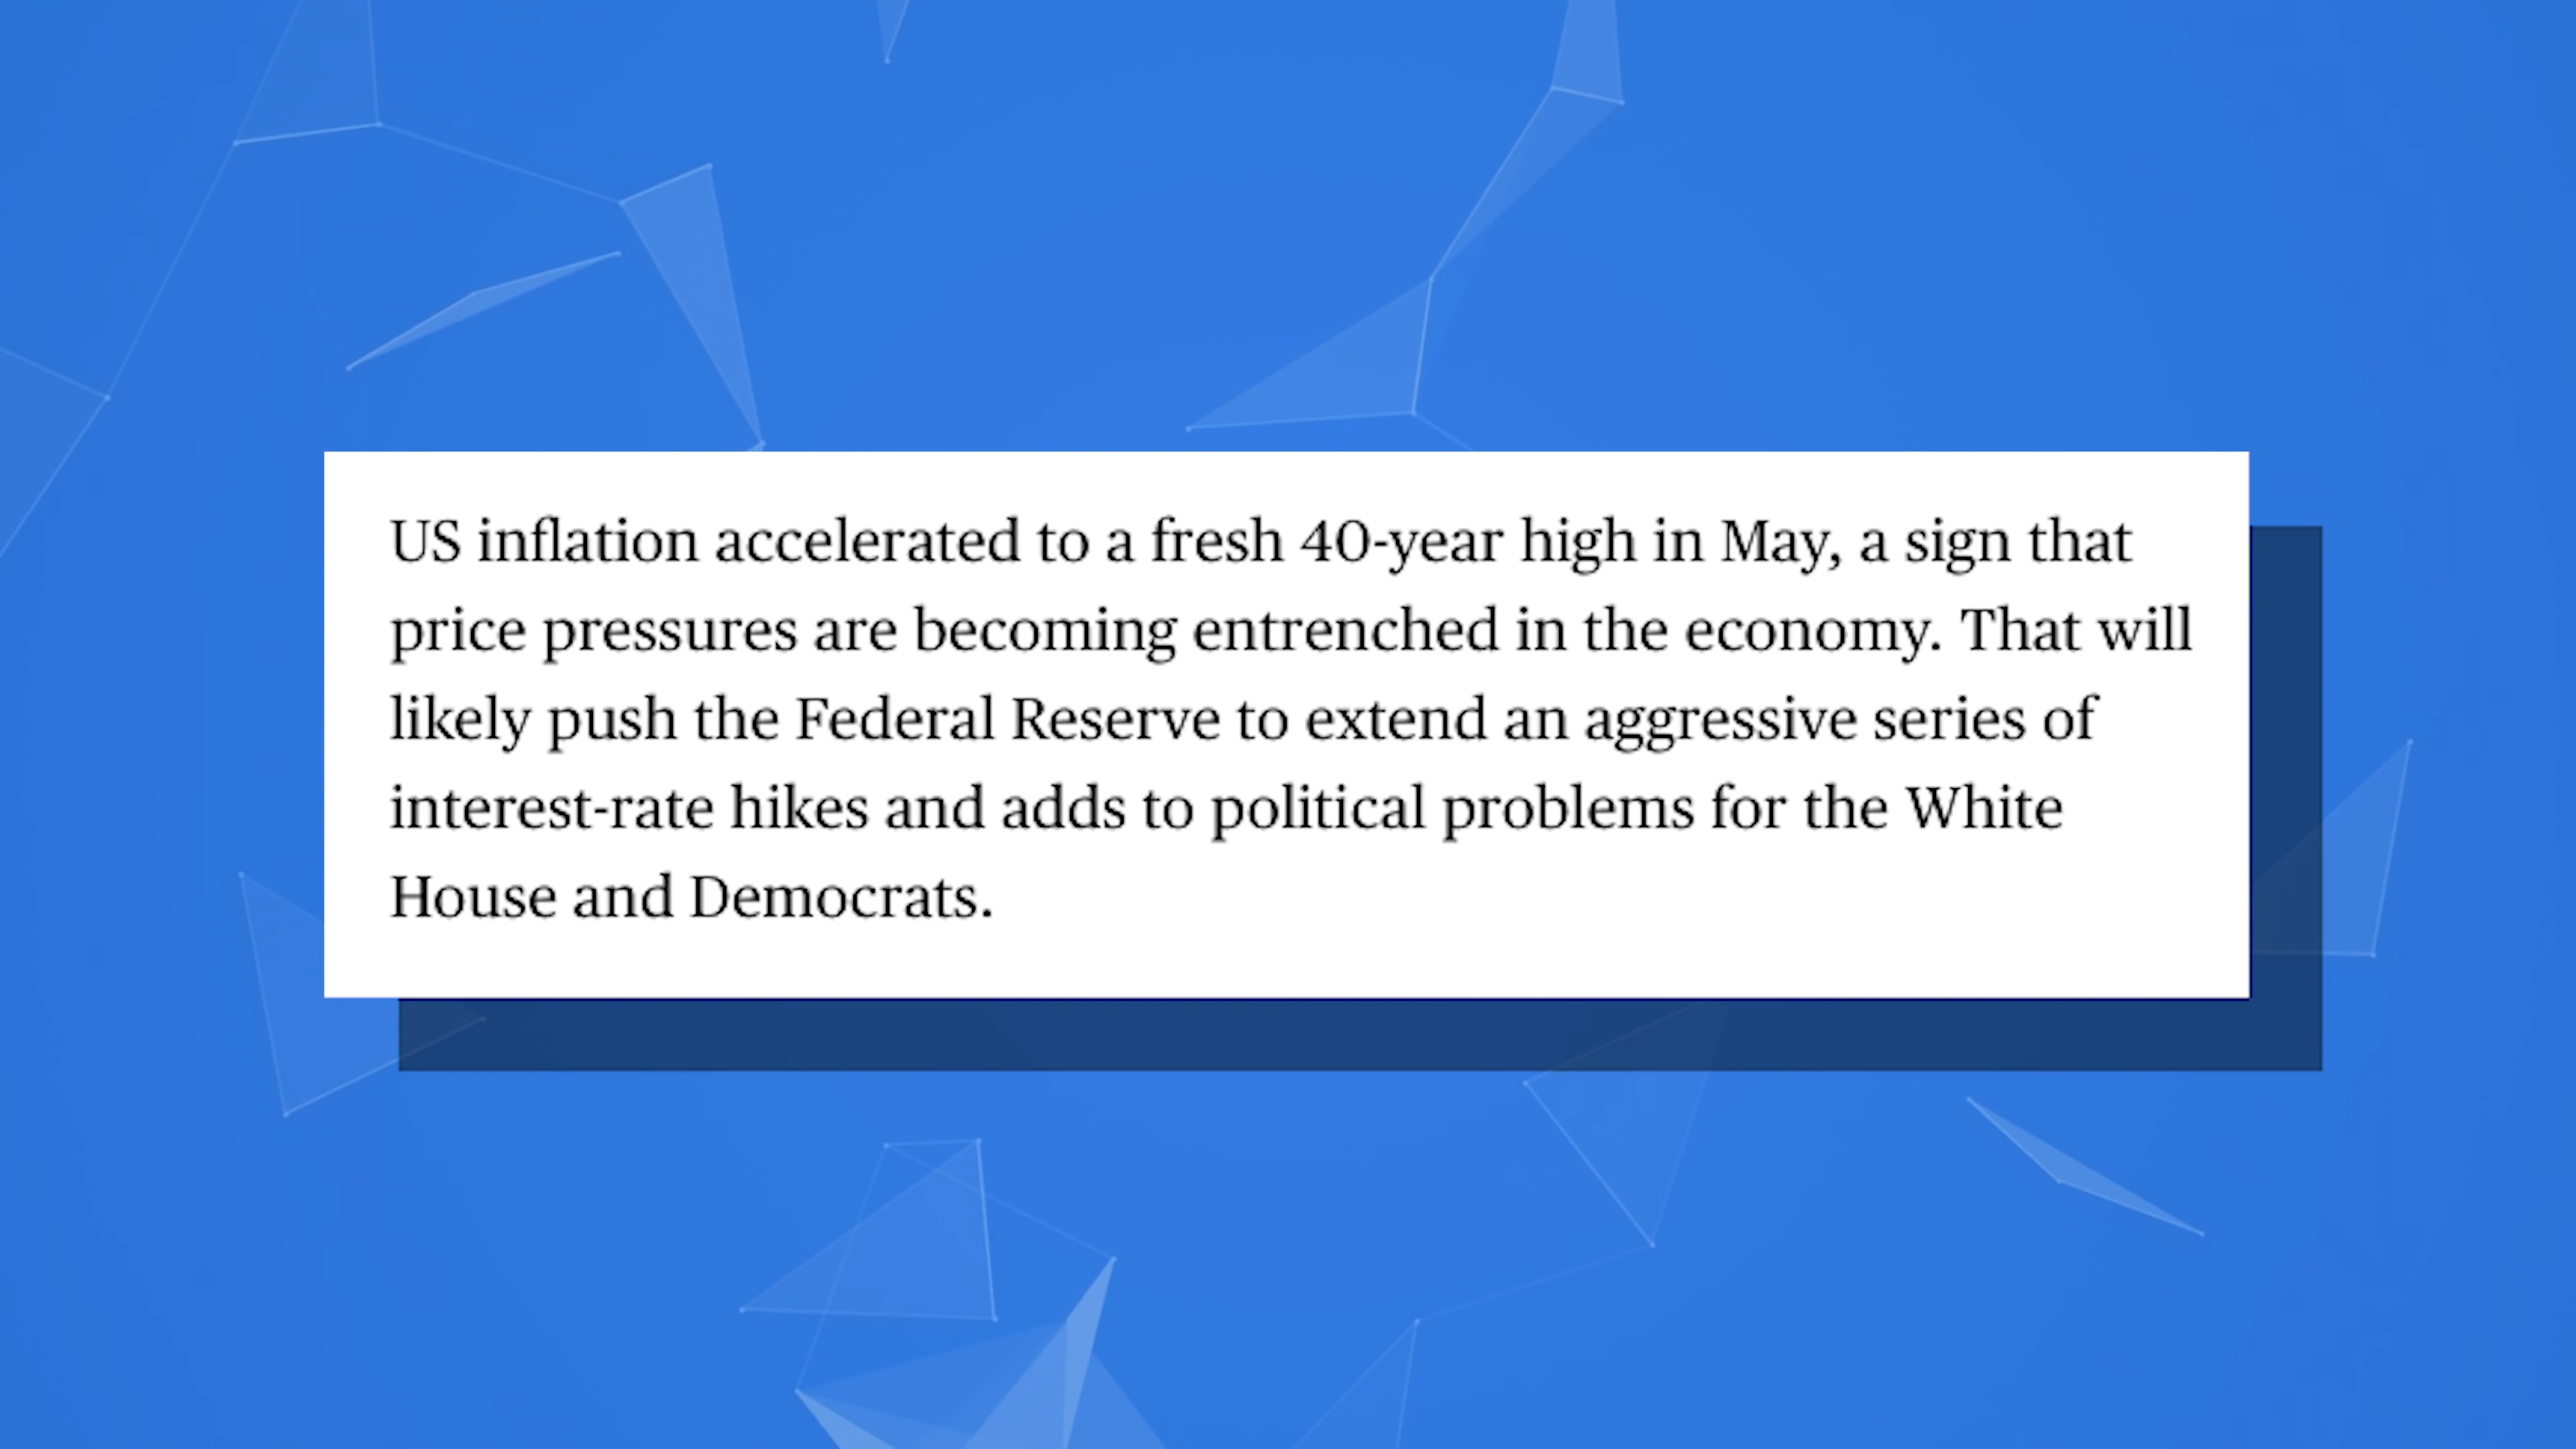 US inflation accelerated to a fresh 40-year high in May, a sign that
price pressures are becoming entrenched in the economy. That will
likely push the Federal Reserve to extend an aggressive series of
interest-rate hikes and adds to political problems for the White
House and Democrats.